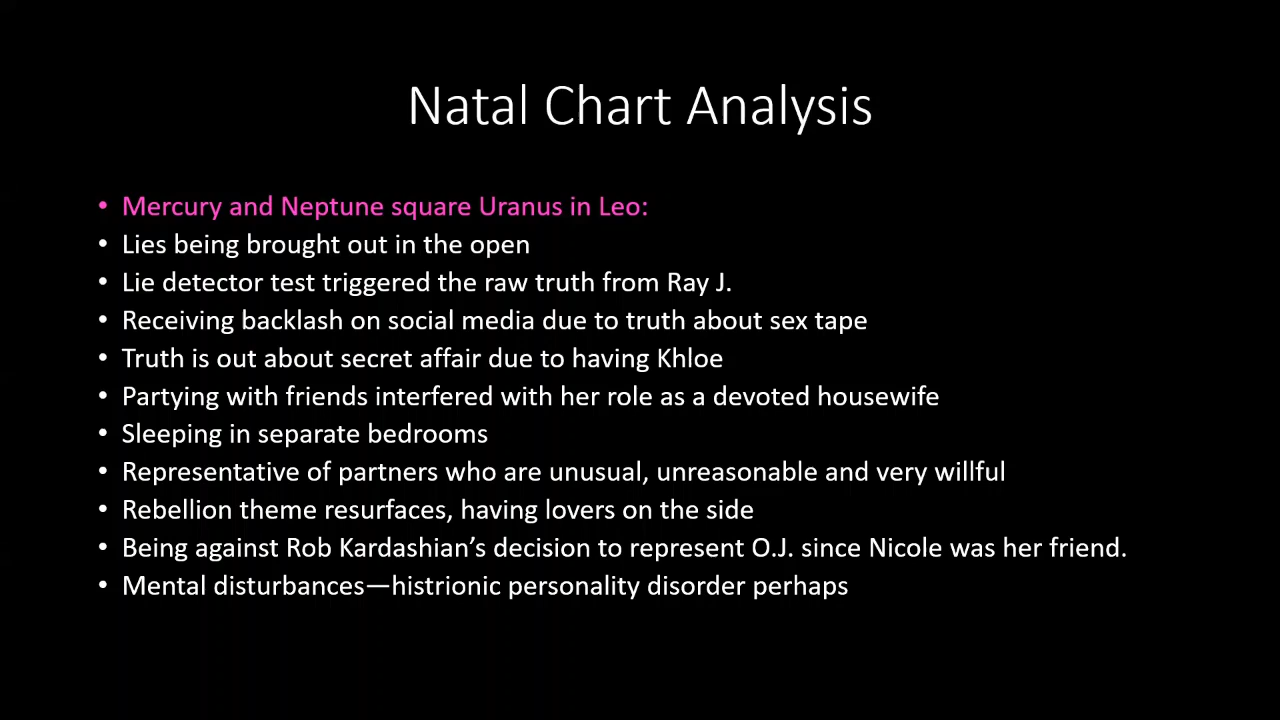 Natal Chart Analysis
• Mercury and Neptune square Uranus in Leo:
• Lies being brought out in the open
• Lie detector test triggered the raw truth from Ray J.
• Receiving backlash on social media due to truth about sex tape
• Truth is out about secret affair due to having Khloe
• Partying with friends interfered with her role as a devoted housewife
• Sleeping in separate bedrooms
• Representative of partners who are unusual, unreasonable and very willful
• Rebellion theme resurfaces, having lovers on the side
• Being against Rob Kardashian’s decision to represent O.J. since Nicole was her friend.
• Mental disturbances—histrionic personality disorder perhaps